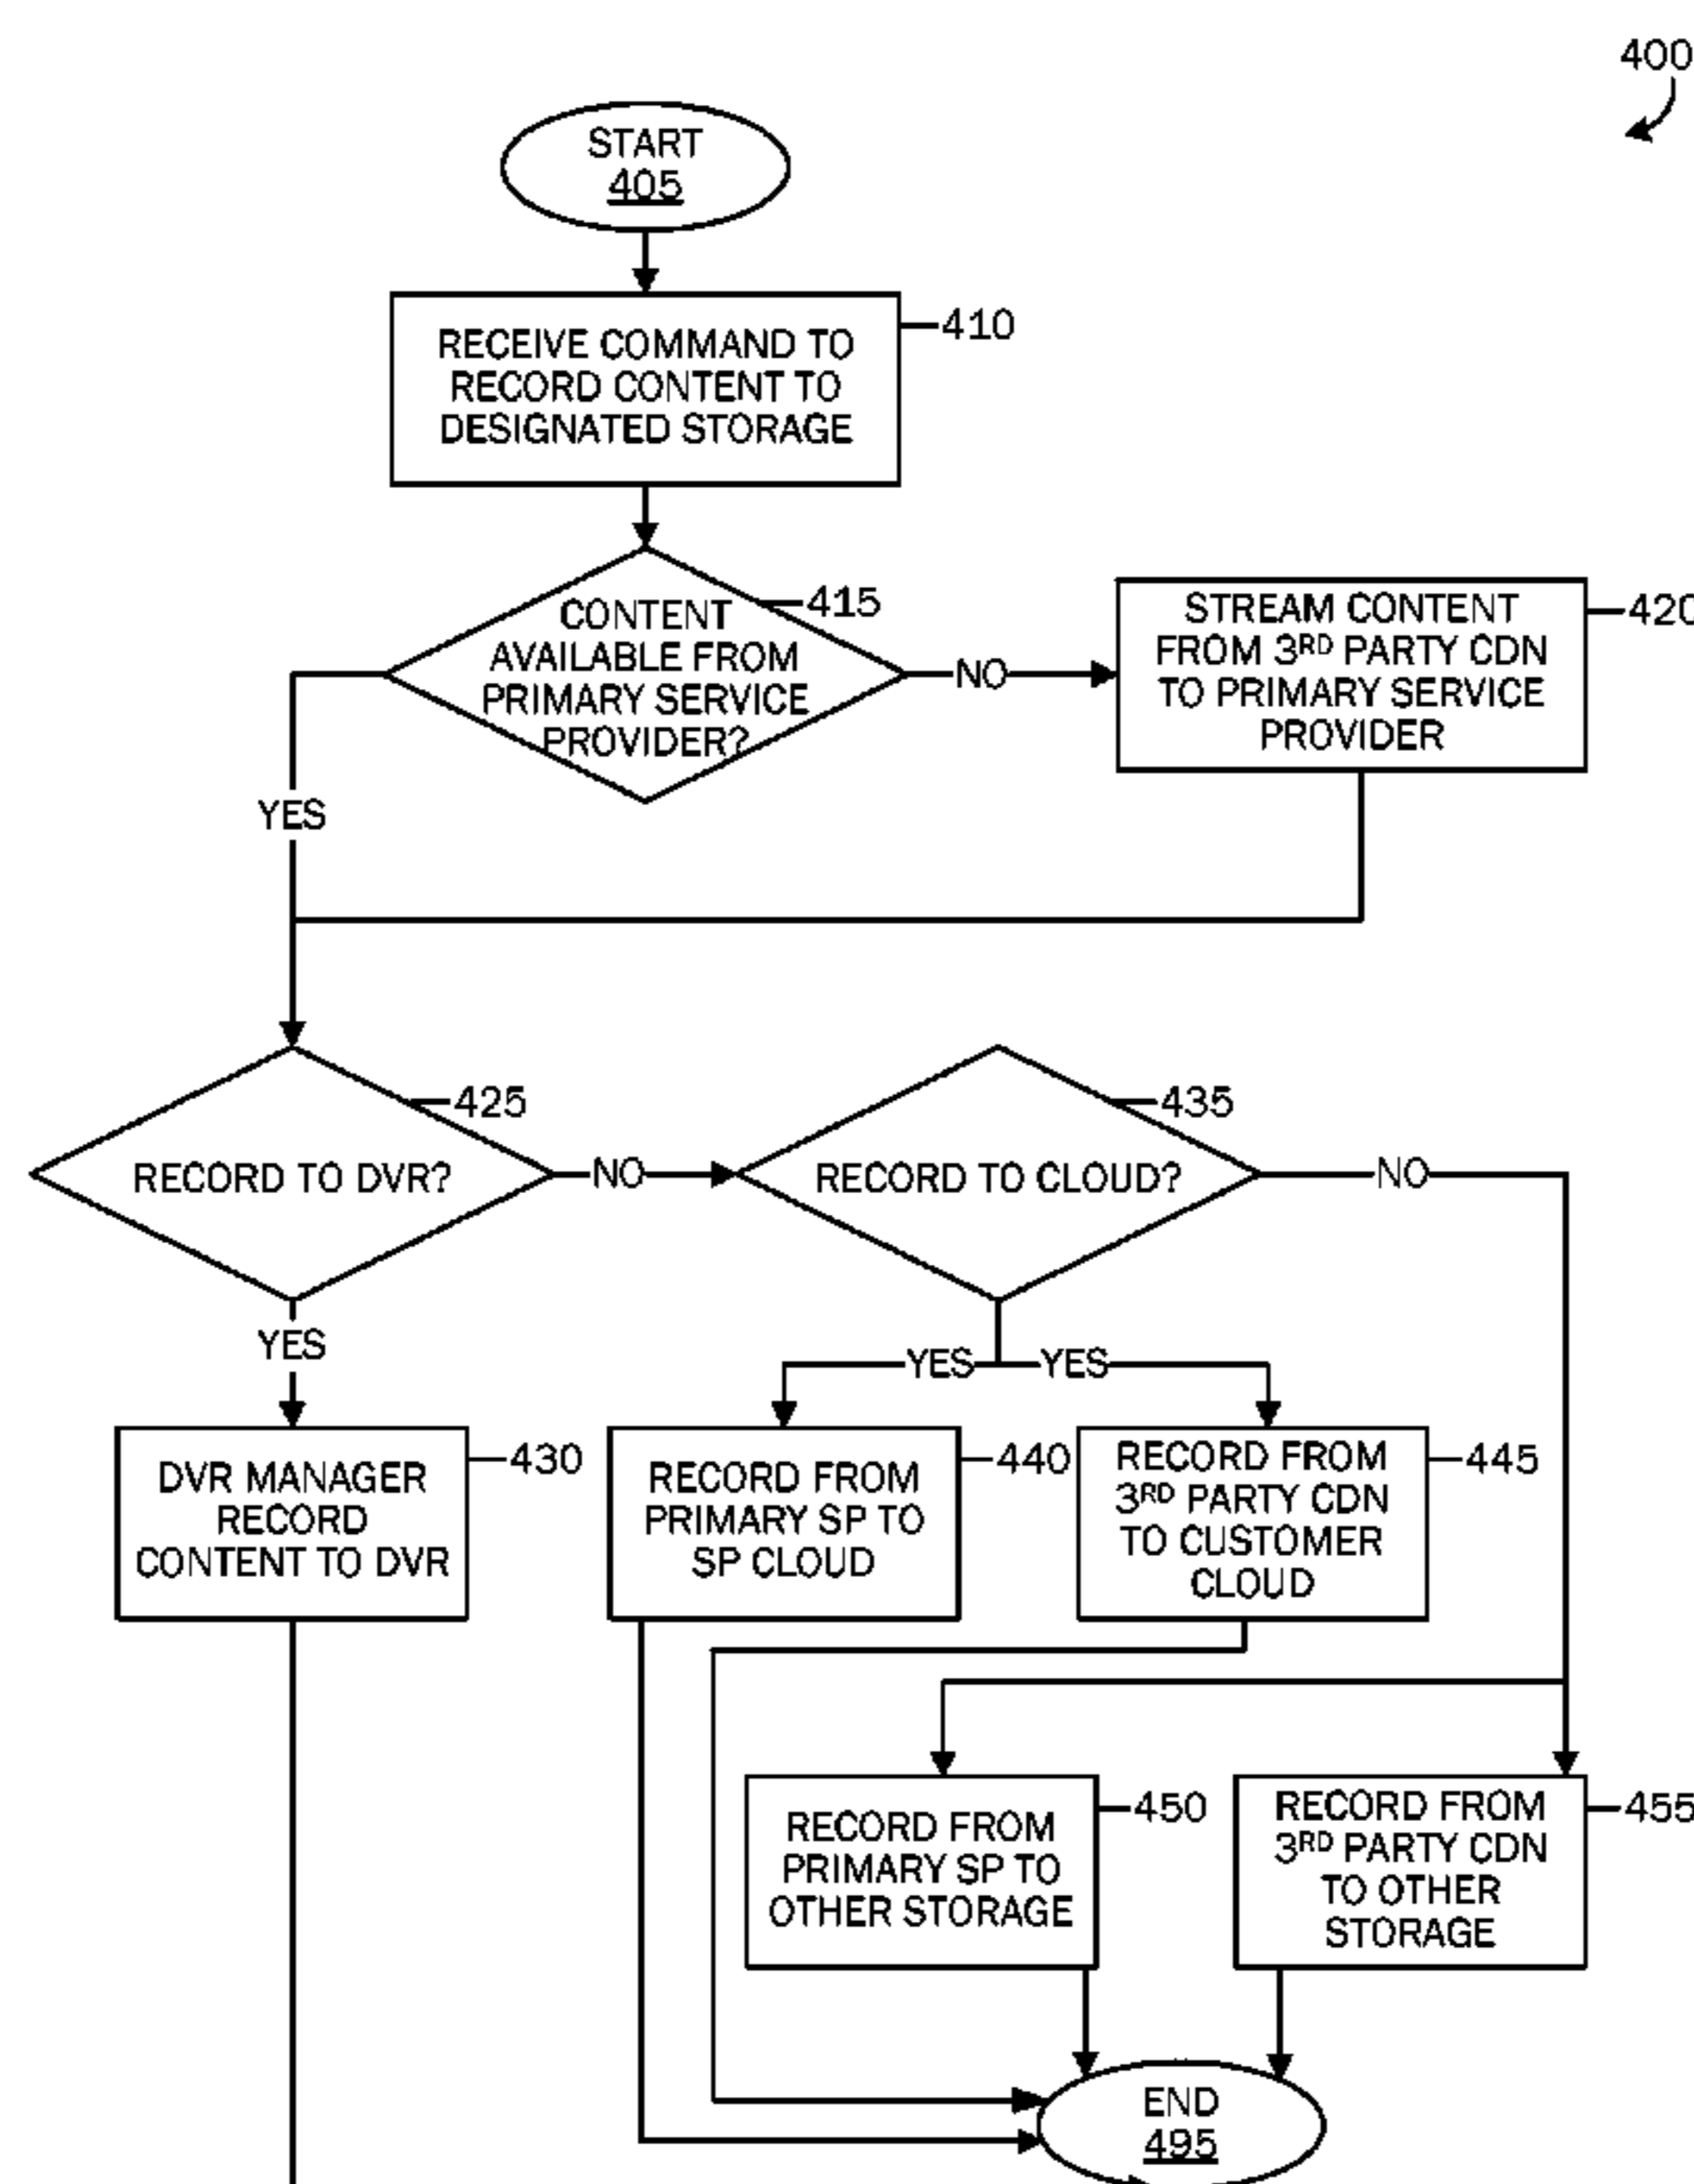 400
START
405
RECEIVE COMMAND TO
RECORD CONTENT TO
DESIGNATED STORAGE
410
CONTENT
AVAILABLE FROM
PRIMARY SERVICE
PROVIDER?
415
NO
STREAM CONTENT
FROM 3RD PARTY CDN
TO PRIMARY SERVICE
PROVIDER
420
YES
RECORD TO DVR?
425
NO
RECORD TO CLOUD?
435
NO
YES
YES
YES
DVR MANAGER
RECORD
CONTENT TO DVR
430
RECORD FROM
PRIMARY SP TO
SP CLOUD
440
RECORD FROM
3RD PARTY CDN
TO CUSTOMER
CLOUD
445
RECORD FROM
PRIMARY SP TO
OTHER STORAGE
450
RECORD FROM
3RD PARTY CDN
TO OTHER
STORAGE
455
END
495